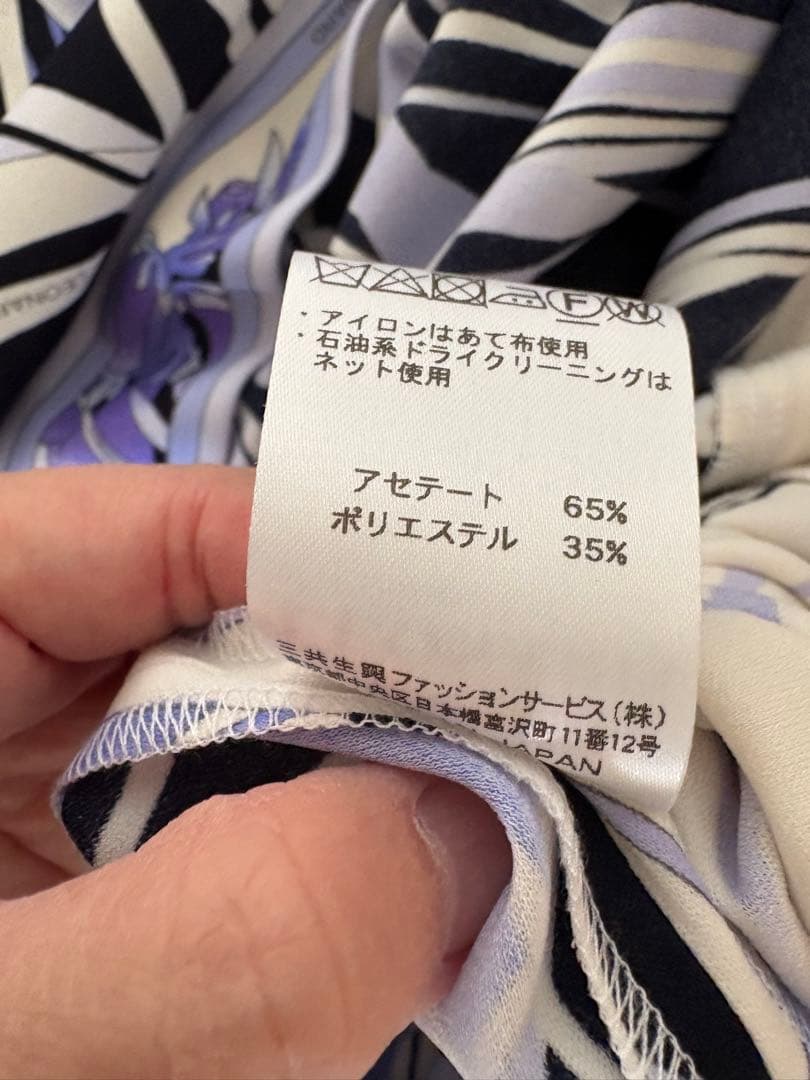 ・アイロンはあて布使用
・石油系ドライクリーニングは
ネット使用
アセテート 65%
ポリエステル 35%
三共生興ファッションサービス(株)
東京都中央区日本橋富沢町11番12号
JAPAN